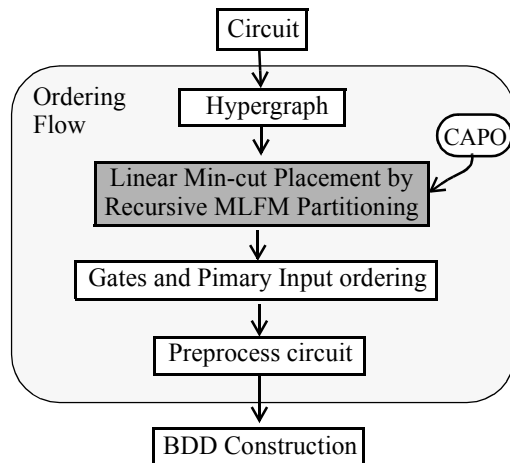 Circuit
Ordering
Flow
Hypergraph
CAPO
Linear Min-cut Placement by
Recursive MLFM Partitioning
Gates and Pimary Input ordering
Preprocess circuit
BDD Construction